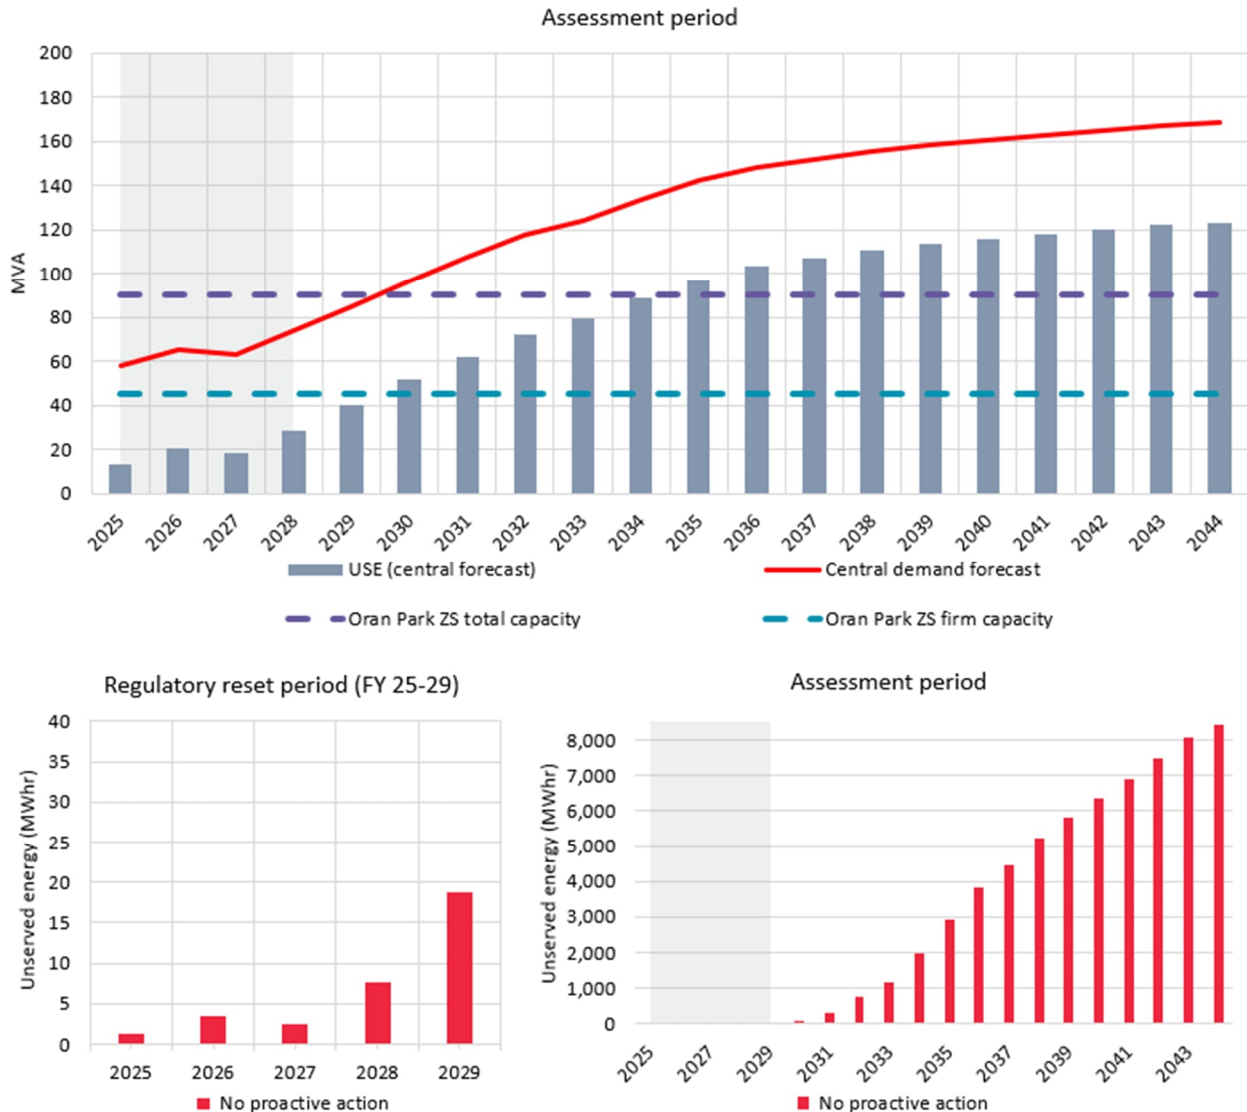 Assessment period
MVA
200
180
160
140
120
100
80
60
40
20
0
2025 2026 2027 2028 2029 2030 2031 2032 2033 2034 2035 2036 2037 2038 2039 2040 2041 2042 2043 2044
USE (central forecast) Central demand forecast
Oran Park ZS total capacity Oran Park ZS firm capacity
Regulatory reset period (FY 25-29)
Unserved energy (MWhr)
40
35
30
25
20
15
10
5
0
2025 2026 2027 2028 2029
No proactive action
Assessment period
Unserved energy (MWhr)
8,000
7,000
6,000
5,000
4,000
3,000
2,000
1,000
0
2025 2027 2029 2031 2033 2035 2037 2039 2041 2043
No proactive action